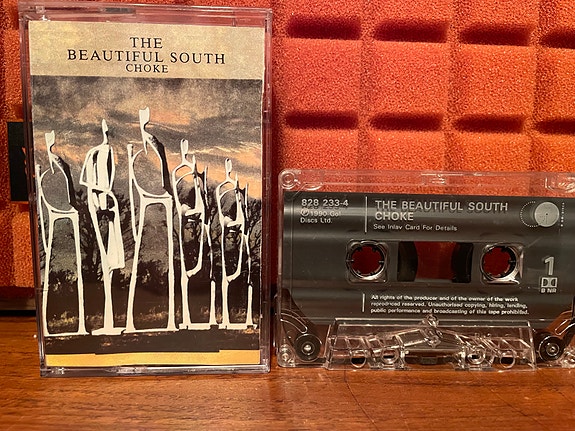 THE
BEAUTIFUL SOUTH
CHOKE
828 233-4
Ⓟ1990 Go!
Discs Ltd.
THE BEAUTIFUL SOUTH
CHOKE
See Inlay Card For Details
1
B NR
All rights of the producer and of the owner of the work
reproduced reserved. Unauthorised copying, hiring, lending,
public performance and broadcasting of this tape prohibited.